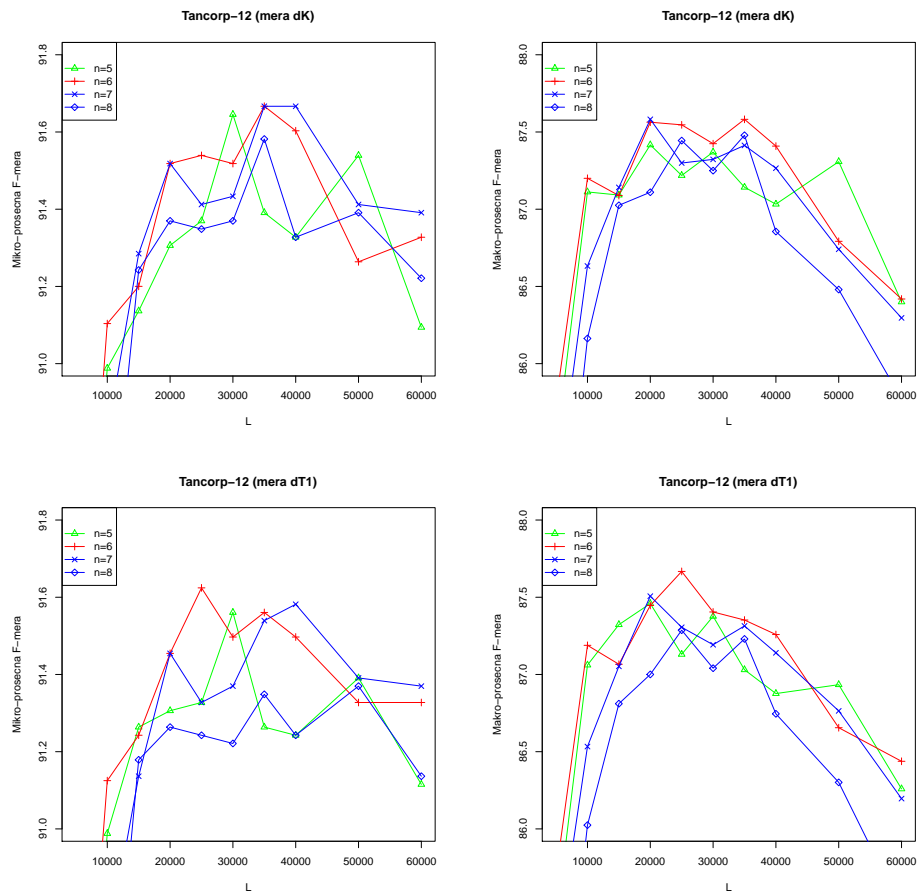 Tancorp−12 (mera dK)
Mikro−prosecna F−mera
91.8
91.6
91.4
91.2
91.0
n=5
n=6
n=7
n=8
10000 20000 30000 40000 50000 60000
L
Tancorp−12 (mera dK)
Makro−prosecna F−mera
88.0
87.5
87.0
86.5
86.0
n=5
n=6
n=7
n=8
10000 20000 30000 40000 50000 60000
L
Tancorp−12 (mera dT1)
Mikro−prosecna F−mera
91.8
91.6
91.4
91.2
91.0
n=5
n=6
n=7
n=8
10000 20000 30000 40000 50000 60000
L
Tancorp−12 (mera dT1)
Makro−prosecna F−mera
88.0
87.5
87.0
86.5
86.0
n=5
n=6
n=7
n=8
10000 20000 30000 40000 50000 60000
L